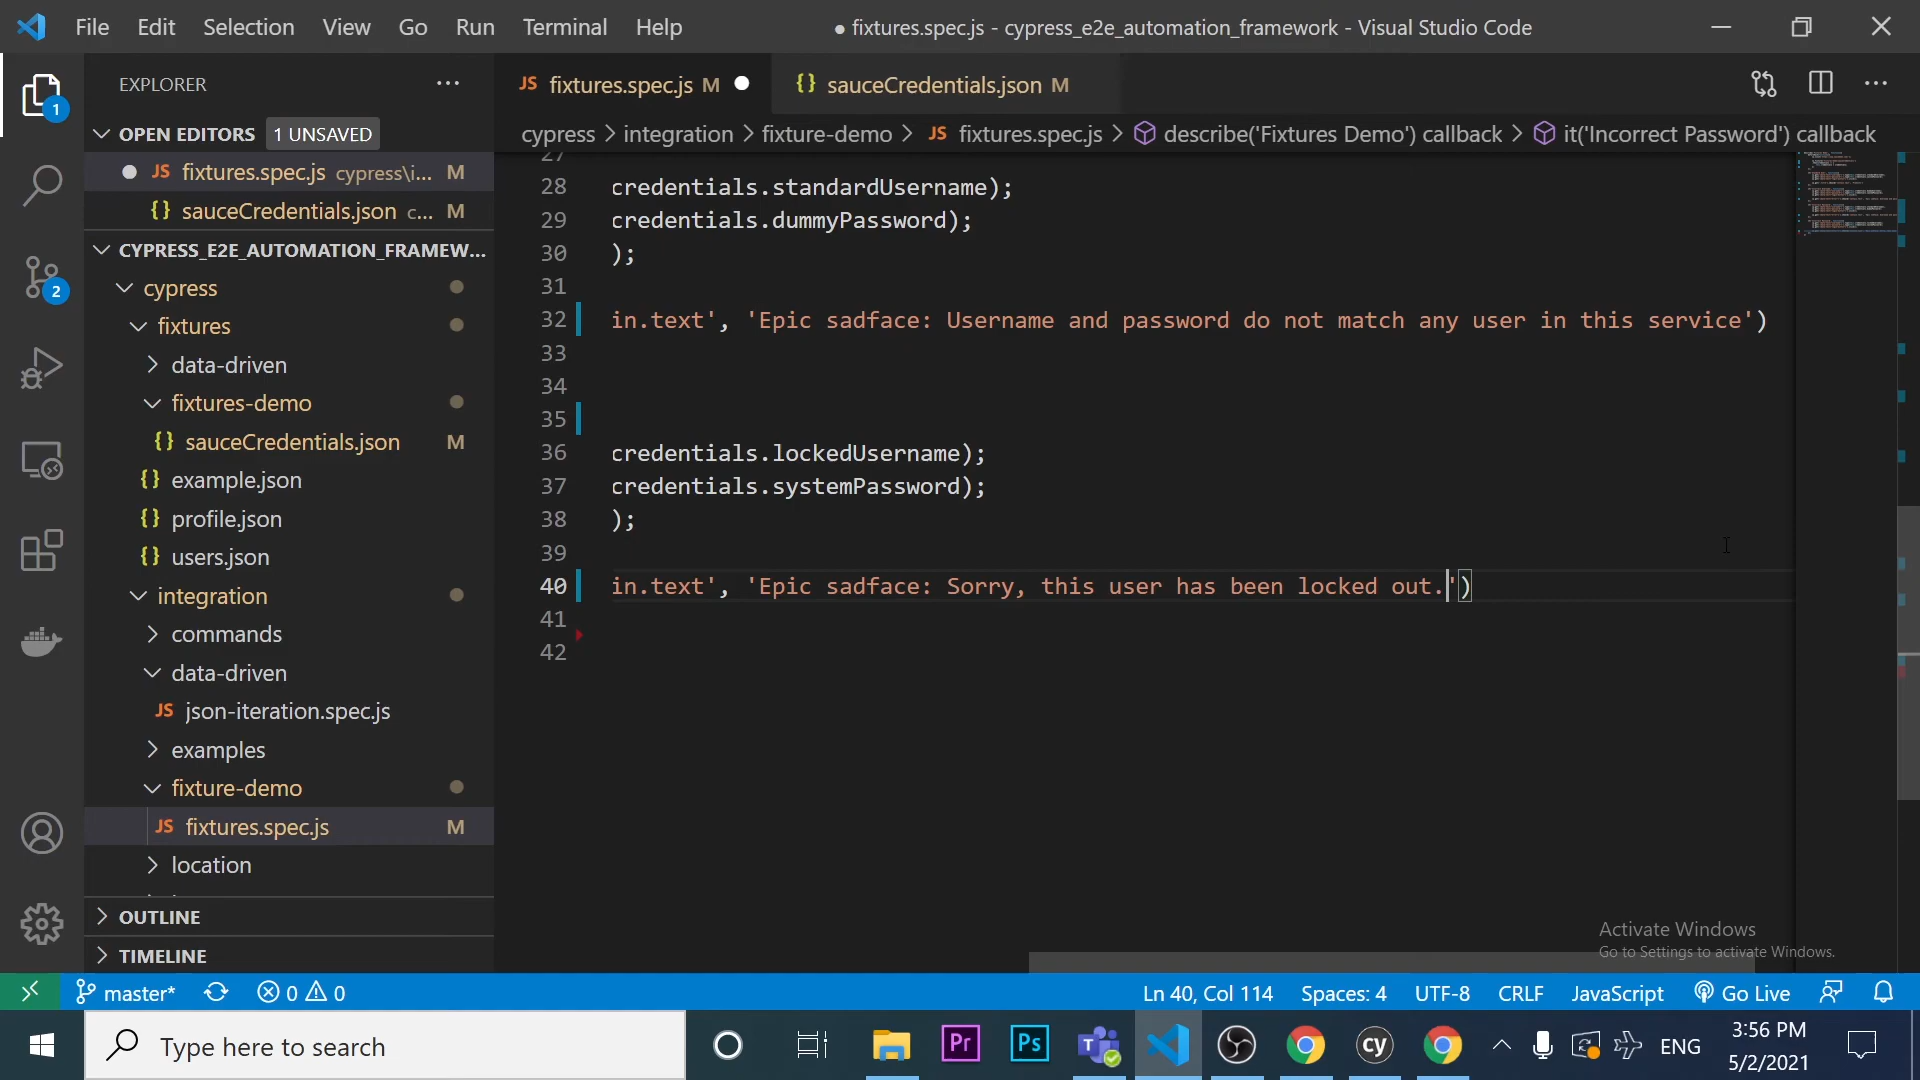 File Edit Selection View Go Run Terminal Help
● fixtures.spec.js - cypress_e2e_automation_framework - Visual Studio Code
EXPLORER
1
OPEN EDITORS 1 UNSAVED
JS fixtures.spec.js cypress\i... M
{} sauceCredentials.json c... M
CYPRESS_E2E_AUTOMATION_FRAMEW...
cypress
fixtures
data-driven
fixtures-demo
{} sauceCredentials.json M
{} example.json
{} profile.json
{} users.json
integration
commands
data-driven
JS json-iteration.spec.js
examples
fixture-demo
JS fixtures.spec.js M
location
OUTLINE
TIMELINE
2
JS fixtures.spec.js M
{} sauceCredentials.json M
cypress > integration > fixture-demo > JS fixtures.spec.js > describe('Fixtures Demo') callback > it('Incorrect Password') callback
27
28 credentials.standardUsername);
29 credentials.dummyPassword);
30 );
31
32 in.text', 'Epic sadface: Username and password do not match any user in this service')
33
34
35
36 credentials.lockedUsername);
37 credentials.systemPassword);
38 );
39
40 in.text', 'Epic sadface: Sorry, this user has been locked out.')
41
42
Activate Windows
Go to Settings to activate Windows.
master* 0 0 Ln 40, Col 114 Spaces: 4 UTF-8 CRLF JavaScript Go Live
Type here to search
Pr
Ps
T
cy
ENG
3:56 PM
5/2/2021